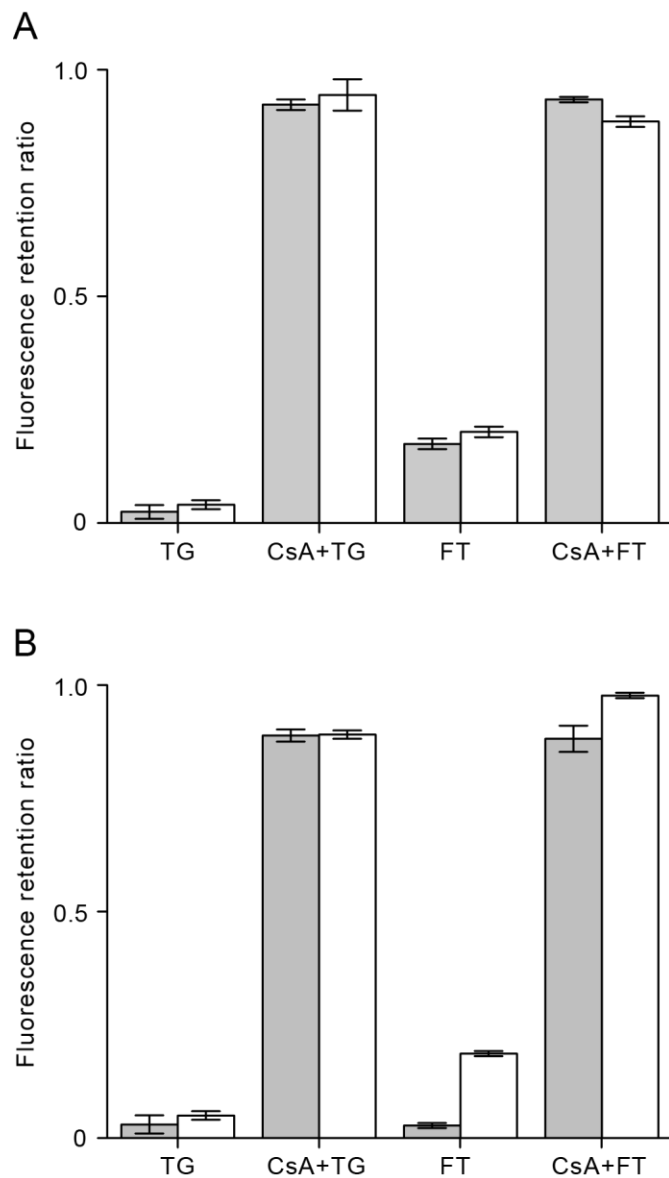 A
Fluorescence retention ratio
1.0
0.5
0
TG CsA+TG FT CsA+FT
B
Fluorescence retention ratio
1.0
0.5
0
TG CsA+TG FT CsA+FT